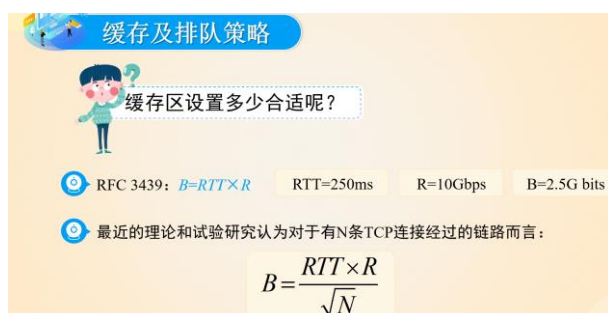 缓存及排队策略
缓存区设置多少合适呢？
RFC 3439：B=RTT×R RTT=250ms R=10Gbps B=2.5G bits
最近的理论和试验研究认为对于有N条TCP连接经过的链路而言：
B=\frac{RTT×R}{\sqrt{N}}